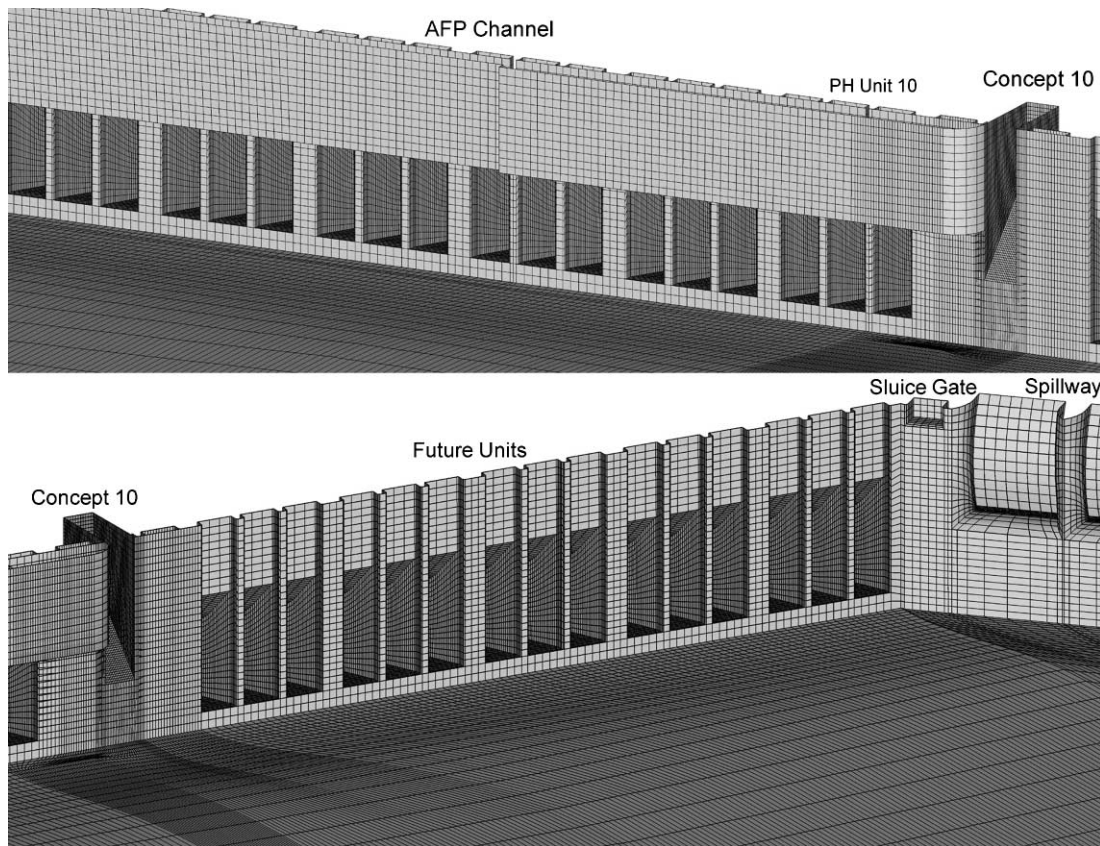 AFP Channel
PH Unit 10
Concept 10
Sluice Gate
Spillway
Future Units
Concept 10